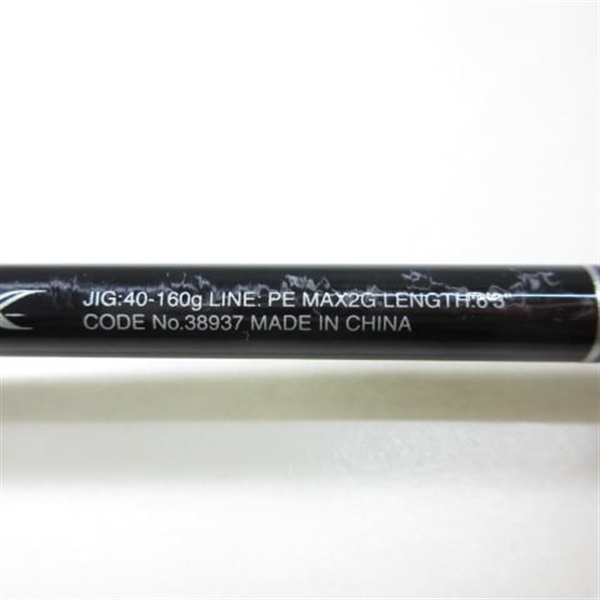 JIG:40-160g LINE: PE MAX2G LENGTH:6'3"
CODE No.38937 MADE IN CHINA